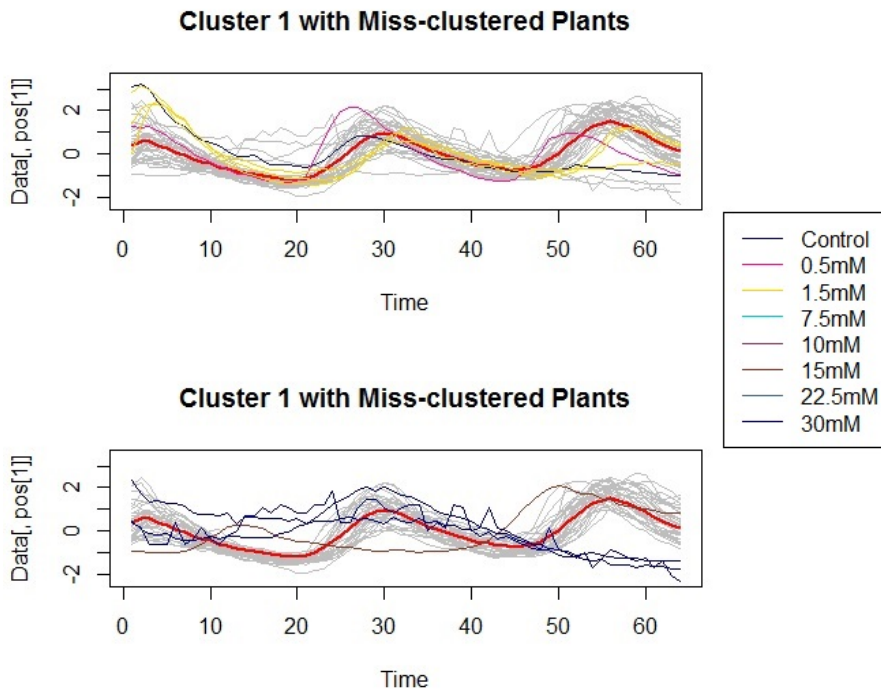 Cluster 1 with Miss-clustered Plants
Data[, pos[1]]
2
0
-2
0 10 20 30 40 50 60
Time
Control
0.5mM
1.5mM
7.5mM
10mM
15mM
22.5mM
30mM
Cluster 1 with Miss-clustered Plants
Data[, pos[1]]
2
0
-2
0 10 20 30 40 50 60
Time